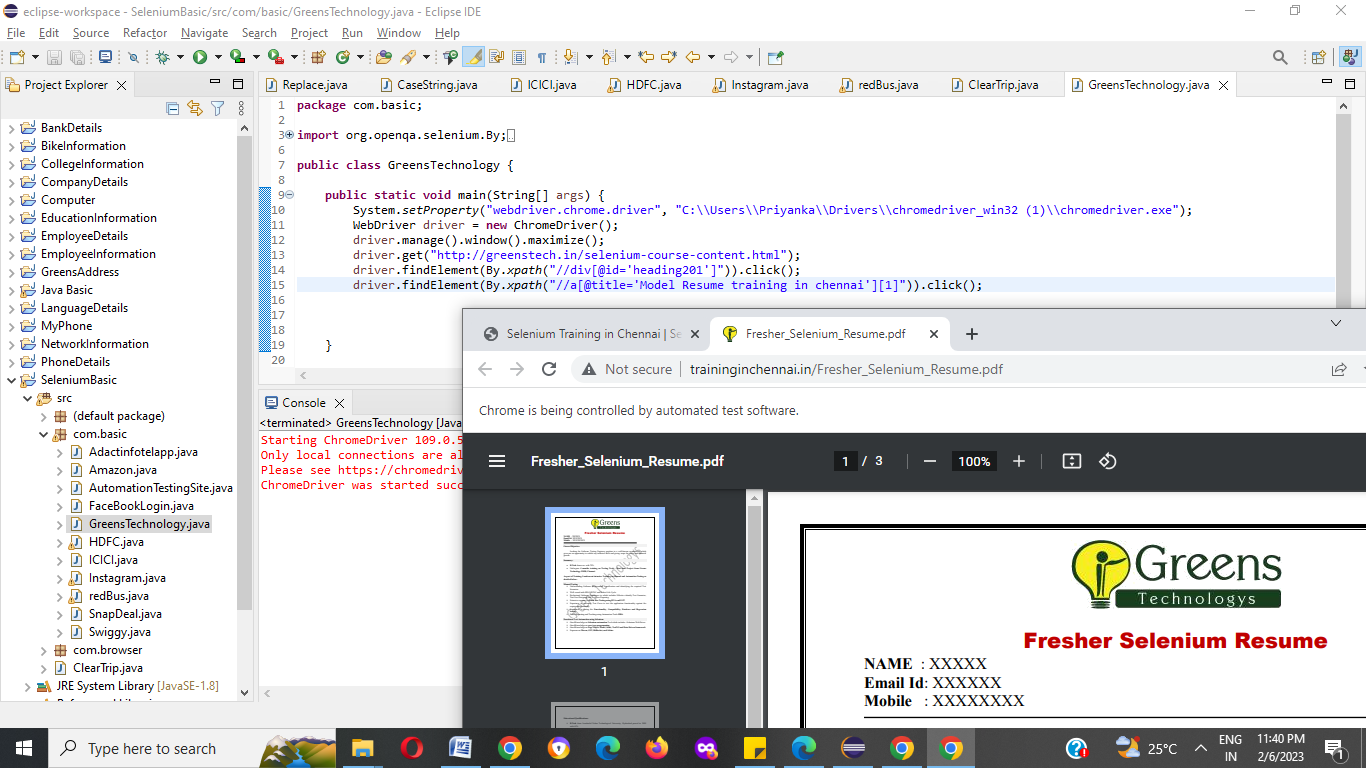 eclipse-workspace - SeleniumBasic/src/com/basic/GreensTechnology.java - Eclipse IDE
File Edit Source Refactor Navigate Search Project Run Window Help
Project Explorer
Replace.java CaseString.java ICICI.java HDFC.java Instagram.java redBus.java ClearTrip.java GreensTechnology.java
BankDetails
BikeInformation
CollegeInformation
CompanyDetails
Computer
EducationInformation
EmployeeDetails
EmployeeInformation
GreensAddress
Java Basic
LanguageDetails
MyPhone
NetworkInformation
PhoneDetails
SeleniumBasic
src
(default package)
com.basic
Adactinfotelapp.java
Amazon.java
AutomationTestingSite.java
FaceBookLogin.java
GreensTechnology.java
HDFC.java
ICICI.java
Instagram.java
redBus.java
SnapDeal.java
Swiggy.java
com.browser
ClearTrip.java
JRE System Library [JavaSE-1.8]
1 package com.basic;
2
3 import org.openqa.selenium.By;
6
7 public class GreensTechnology {
8
9 public static void main(String[] args) {
10 System.setProperty("webdriver.chrome.driver", "C:\\Users\\Priyanka\\Drivers\\chromedriver_win32 (1)\\chromedriver.exe");
11 WebDriver driver = new ChromeDriver();
12 driver.manage().window().maximize();
13 driver.get("http://greenstech.in/selenium-course-content.html");
14 driver.findElement(By.xpath("//div[@id='heading201']")).click();
15 driver.findElement(By.xpath("//a[@title='Model Resume training in chennai'][1]")).click();
16
17
18
19 }
20
Console
<terminated> GreensTechnology [Java
Starting ChromeDriver 109.0.5
Only local connections are al
Please see https://chromedriv
ChromeDriver was started succ
Selenium Training in Chennai | Se Fresher_Selenium_Resume.pdf
Not secure traininginchennai.in/Fresher_Selenium_Resume.pdf
Chrome is being controlled by automated test software.
Fresher_Selenium_Resume.pdf 1 / 3 100%
1
Greens
Technologys
Fresher Selenium Resume
NAME : XXXXX
Email Id: XXXXXX
Mobile : XXXXXXXX
Type here to search
25°C
ENG
IN
11:40 PM
2/6/2023
1